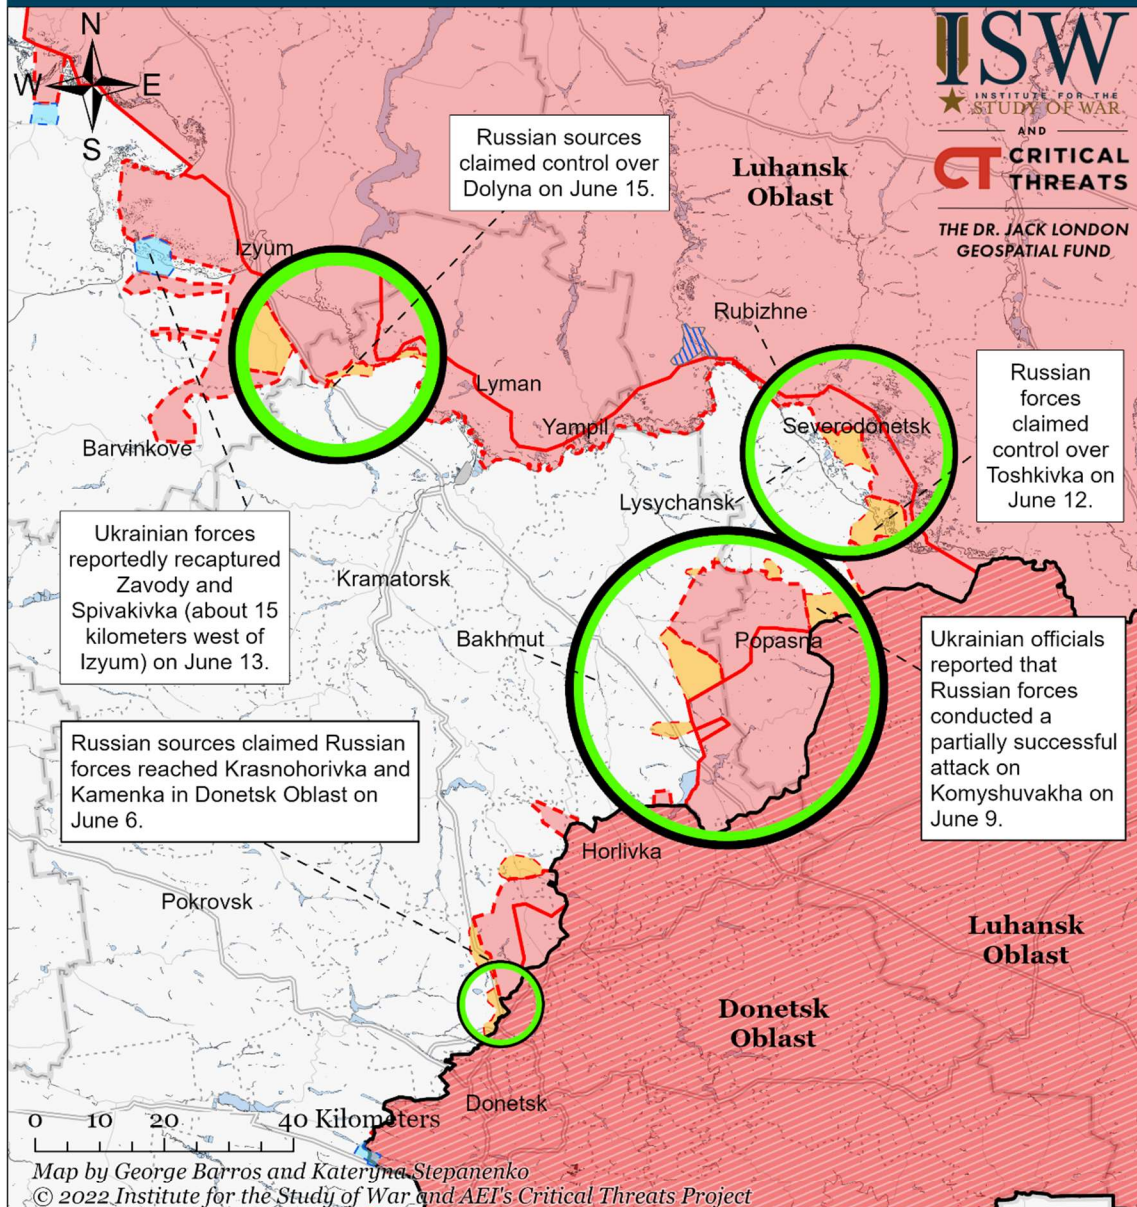 N
W
E
S
ISW
INSTITUTE FOR THE
STUDY OF WAR
AND
CT CRITICAL
THREATS
THE DR. JACK LONDON
GEOSPATIAL FUND
Russian sources
claimed control over
Dolyna on June 15.
Luhansk
Oblast
Izyum
Rubizhne
Lyman
Yampil
Severodonetsk
Barvinkove
Lysychansk
Russian
forces
claimed
control over
Toshkivka on
June 12.
Ukrainian forces
reportedly recaptured
Zavody and
Spivakivka (about 15
kilometers west of
Izyum) on June 13.
Kramatorsk
Bakhmut
Popasna
Ukrainian officials
reported that
Russian forces
conducted a
partially successful
attack on
Komyshuvakha on
June 9.
Russian sources claimed Russian
forces reached Krasnohorivka and
Kamenka in Donetsk Oblast on
June 6.
Horlivka
Pokrovsk
Luhansk
Oblast
Donetsk
Oblast
Donetsk
0 10 20 40 Kilometers
Map by George Barros and Kateryna Stepanenko
© 2022 Institute for the Study of War and AEI's Critical Threats Project